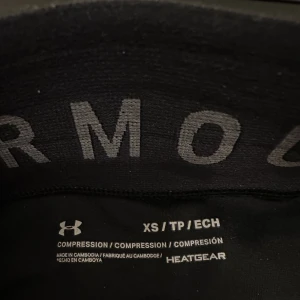 RMOU
XS / TP / ECH
COMPRESSION / COMPRESSION / COMPRESIÓN
MADE IN CAMBODIA / FABRIQUÉ AU CAMBODGE /
HECHO EN CAMBOYA
HEATGEAR